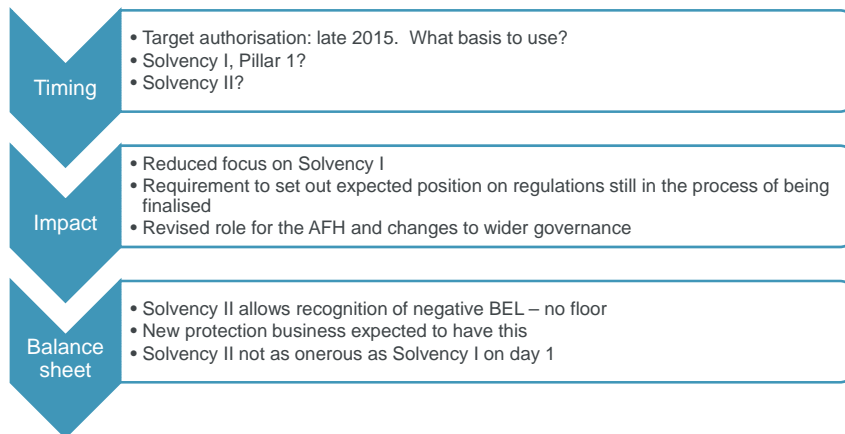 Timing
• Target authorisation: late 2015.  What basis to use?
• Solvency I, Pillar 1?
• Solvency II?
Impact
• Reduced focus on Solvency I
• Requirement to set out expected position on regulations still in the process of being
finalised
• Revised role for the AFH and changes to wider governance
Balance
sheet
• Solvency II allows recognition of negative BEL – no floor
• New protection business expected to have this
• Solvency II not as onerous as Solvency I on day 1